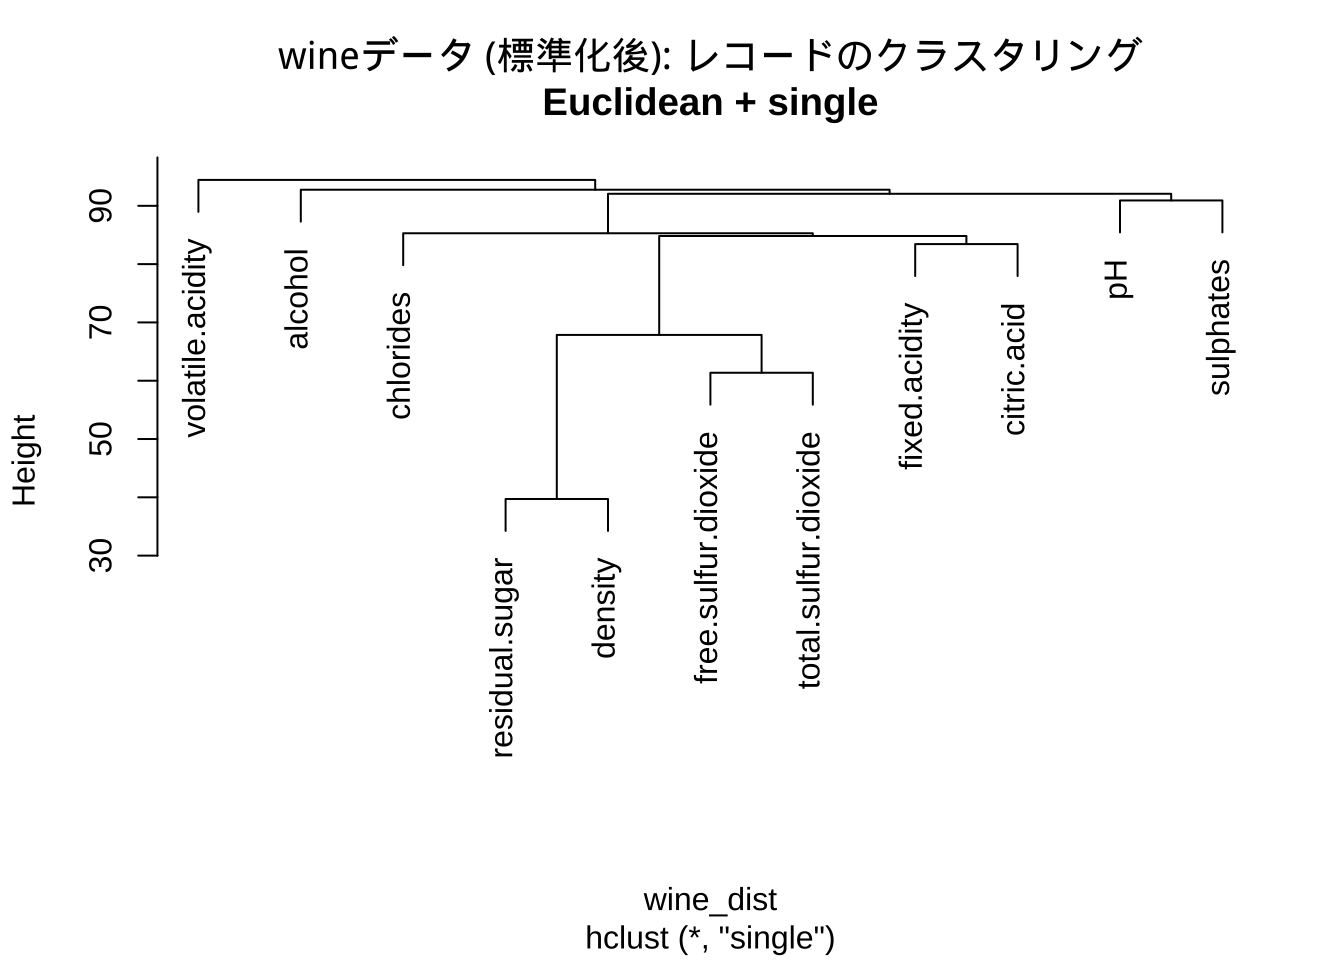 wineデータ (標準化後): レコードのクラスタリング
Euclidean + single
Height
90
70
50
30
volatile.acidity
alcohol
chlorides
residual.sugar
density
free.sulfur.dioxide
total.sulfur.dioxide
fixed.acidity
citric.acid
pH
sulphates
wine_dist
hclust (*, "single")